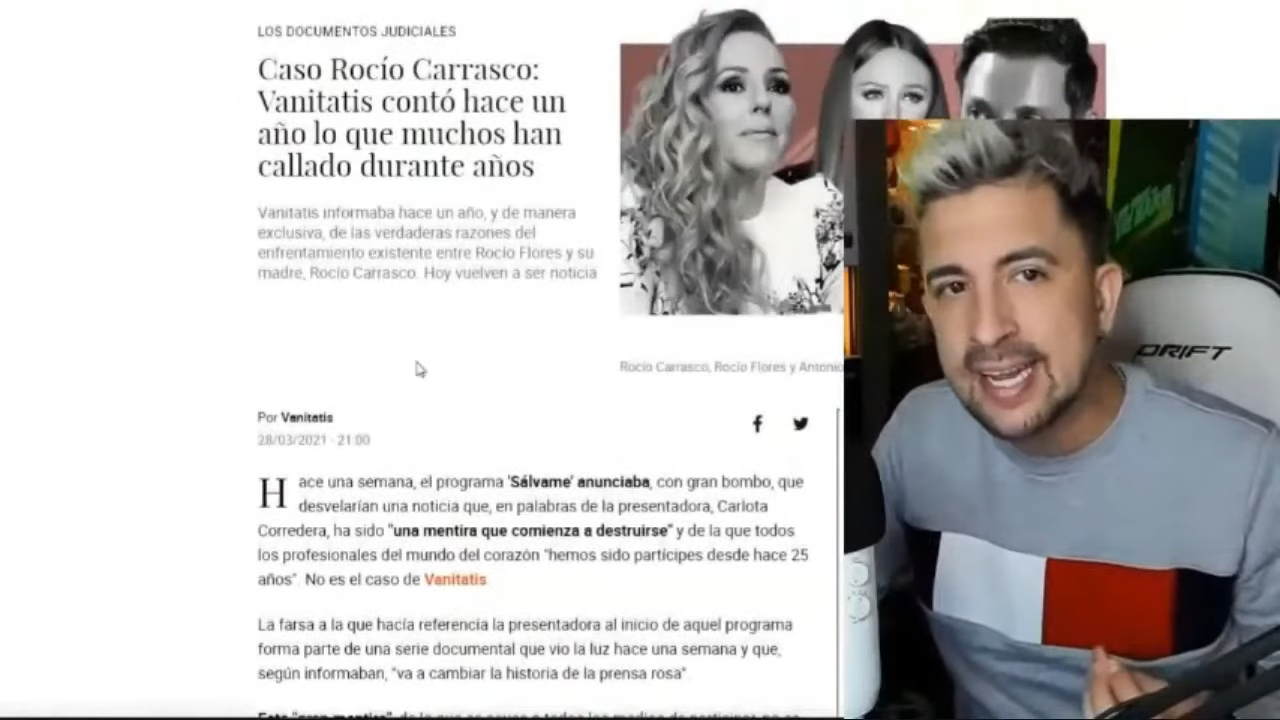 LOS DOCUMENTOS JUDICIALES
Caso Rocío Carrasco:
Vanitatis contó hace un
año lo que muchos han
callado durante años
Vanitatis informaba hace un año, y de manera
exclusiva, de las verdaderas razones del
enfrentamiento existente entre Rocío Flores y su
madre, Rocío Carrasco. Hoy vuelven a ser noticia
Rocío Carrasco, Rocío Flores y Antonio
Por Vanitatis
28/03/2021 - 21:00
Hace una semana, el programa 'Sálvame' anunciaba, con gran bombo, que
desvelarían una noticia que, en palabras de la presentadora, Carlota
Corredera, ha sido "una mentira que comienza a destruirse" y de la que todos
los profesionales del mundo del corazón "hemos sido partícipes desde hace 25
años". No es el caso de Vanitatis
La farsa a la que hacía referencia la presentadora al inicio de aquel programa
forma parte de una serie documental que vio la luz hace una semana y que,
según informaban, "va a cambiar la historia de la prensa rosa".
DRIFT